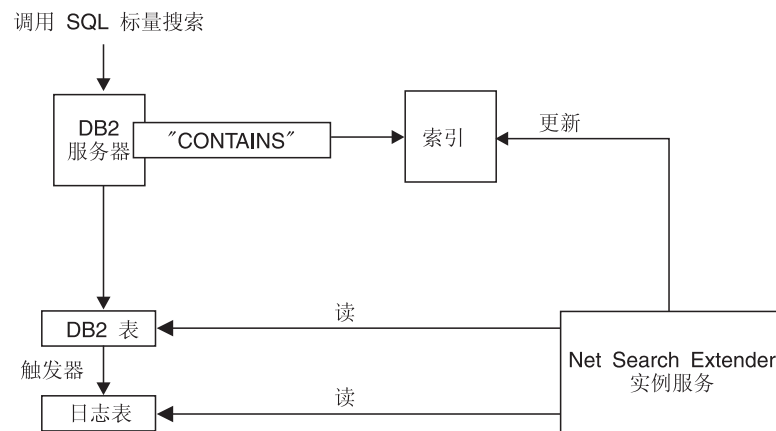 调用 SQL 标量搜索
DB2
服务器
"CONTAINS"
索引
更新
DB2 表
读
触发器
日志表
读
Net Search Extender
实例服务